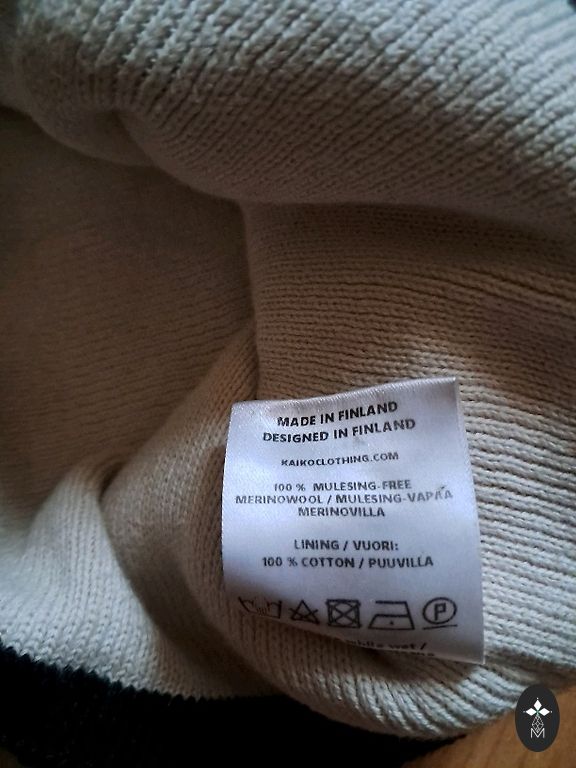 MADE IN FINLAND
DESIGNED IN FINLAND
KAIKOCLOTHING.COM
100 % MULESING-FREE
MERINOWOOL / MULESING-VAPAA
MERINOVILLA
LINING / VUORI:
100 % COTTON / PUUVILLA
P
wet /
M